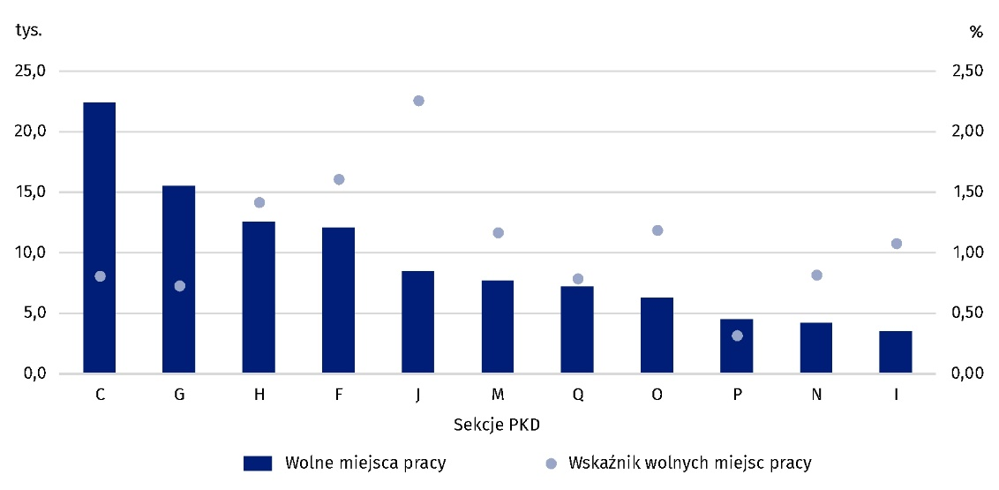 tys. %
25,0 2,50
20,0 2,00
15,0 1,50
10,0 1,00
5,0 0,50
0,0 0,00
C G H F J M Q O P N I
Sekcje PKD
Wolne miejsca pracy Wskaźnik wolnych miejsc pracy